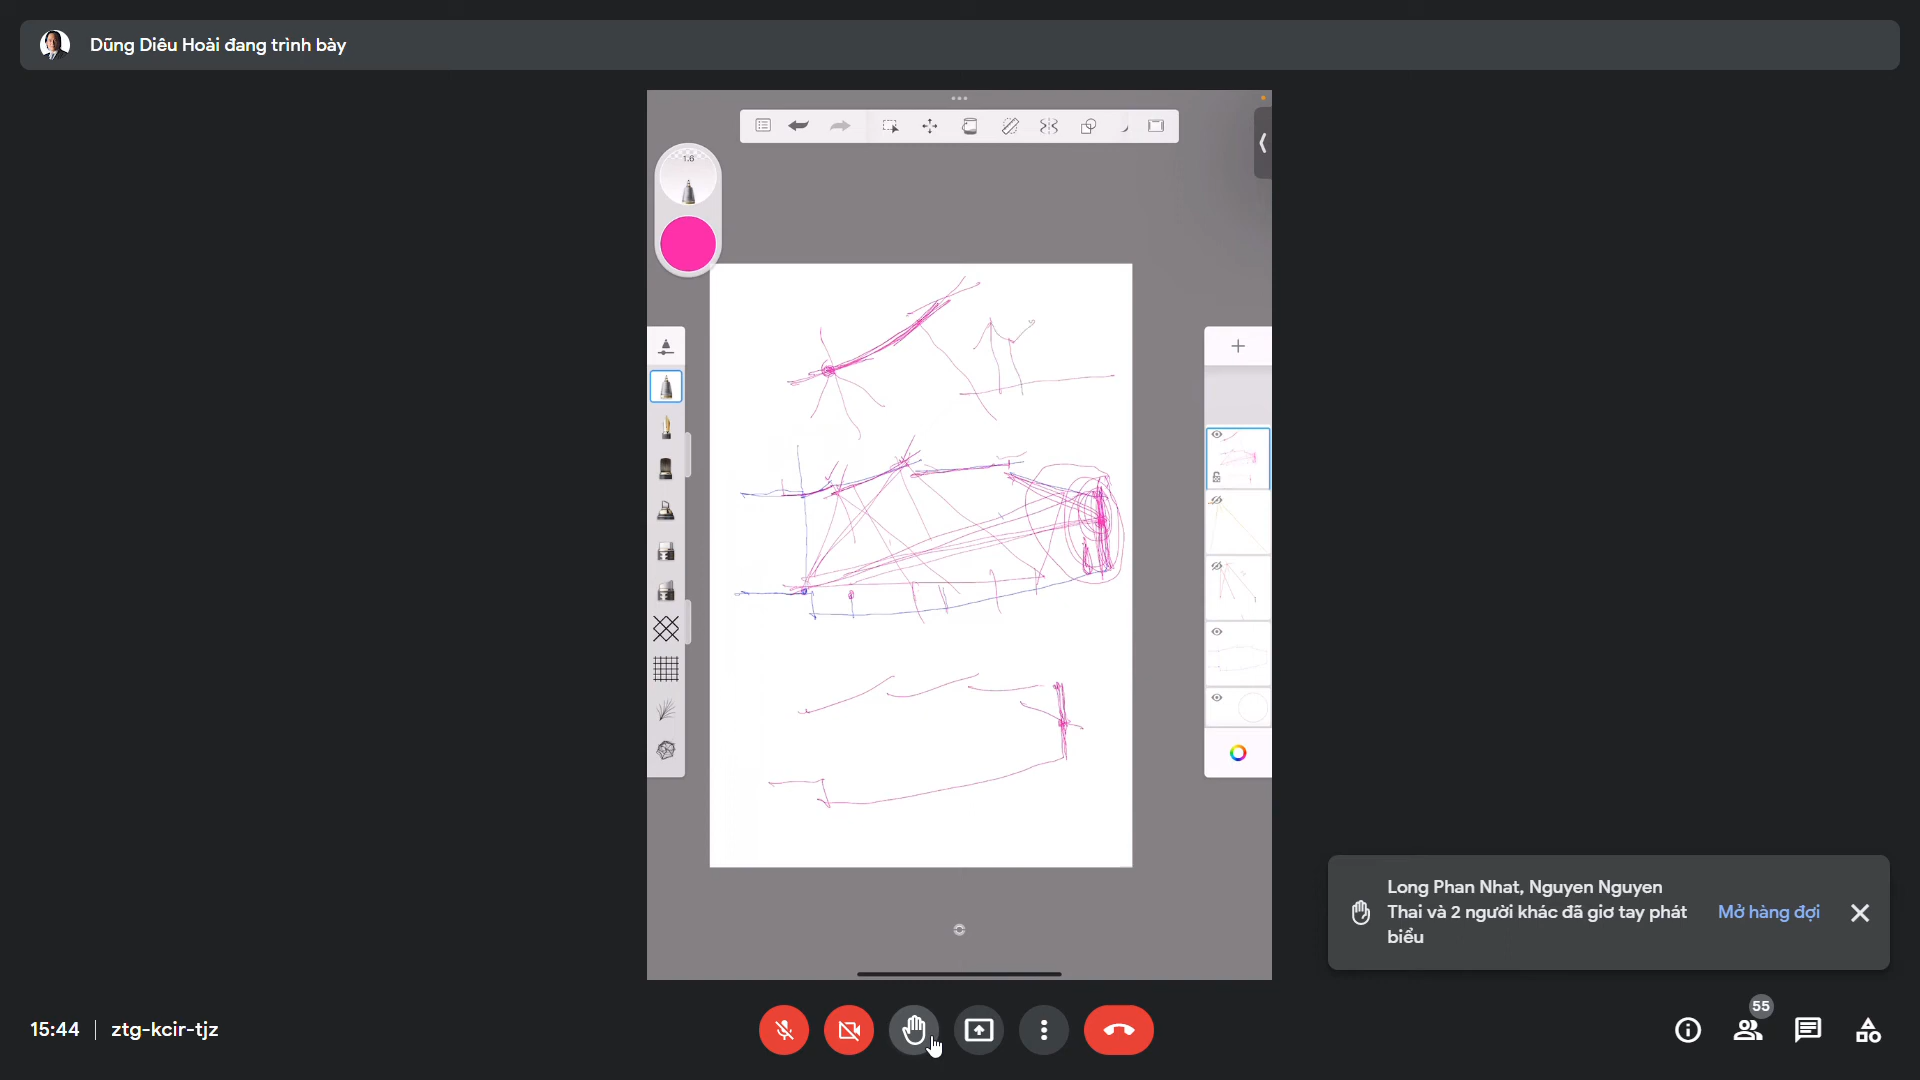 Dũng Diêu Hoài đang trình bày
1.6
Long Phan Nhat, Nguyen Nguyen
Thai và 2 người khác đã giơ tay phát
biểu
Mở hàng đợi
15:44 | ztg-kcir-tjz
55